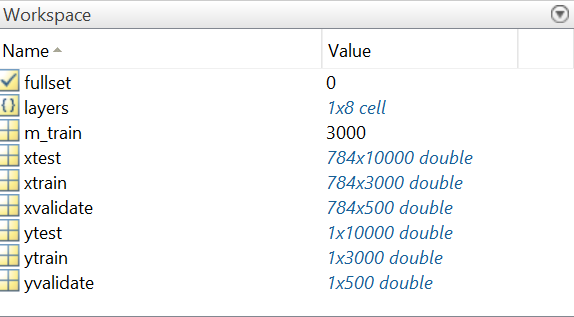 Workspace
Name Value
fullset 0
{} layers 1x8 cell
m_train 3000
xtest 784x10000 double
xtrain 784x3000 double
xvalidate 784x500 double
ytest 1x10000 double
ytrain 1x3000 double
yvalidate 1x500 double